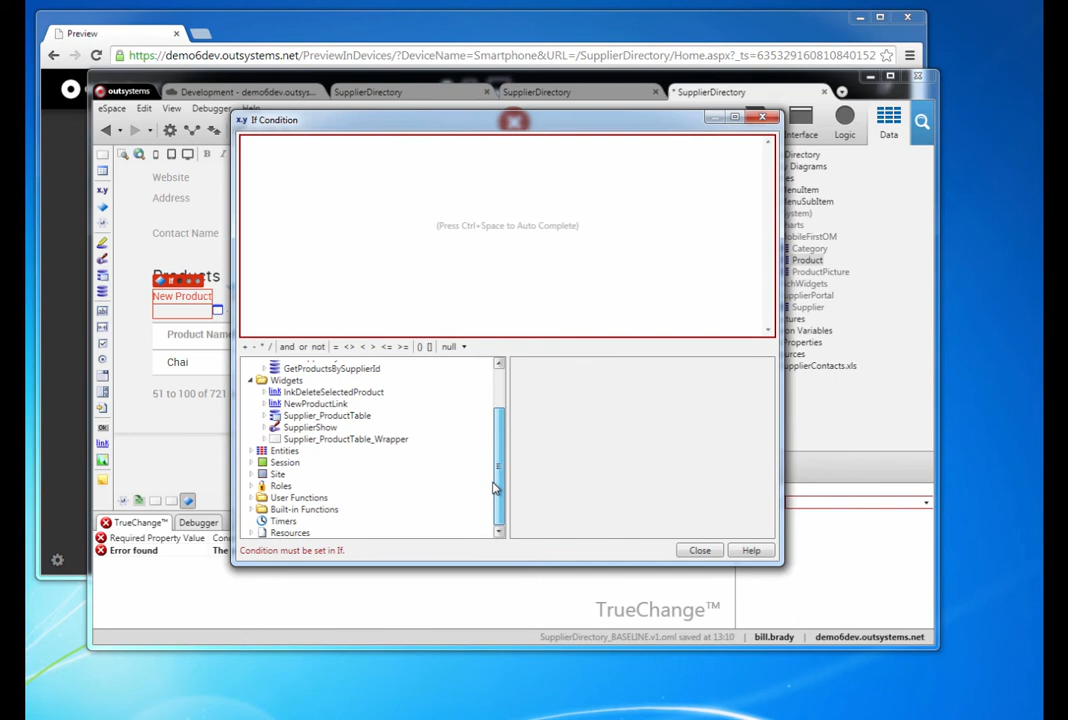 Preview
https://demo6dev.outsystems.net/PreviewInDevices/?DeviceName=Smartphone&URL=/SupplierDirectory/Home.aspx?_ts=635329160810840152
outsystems
Development - demo6dev.outsys...
SupplierDirectory
SupplierDirectory
* SupplierDirectory
eSpace Edit View Debugger Help
x.y If Condition
Interface
Logic
Data
Website
Address
Contact Name
Products
New Product
Product Name
Chai
51 to 100 of 721
(Press Ctrl+Space to Auto Complete)
+ - * / and or not = <> < > <= >= () [] null
GetProductsBySupplierId
Widgets
lnkDeleteSelectedProduct
NewProductLink
Supplier_ProductTable
SupplierShow
Supplier_ProductTable_Wrapper
Entities
Session
Site
Roles
User Functions
Built-in Functions
Timers
Resources
Condition must be set in If.
Close
Help
Directory
Diagrams
MenuItem
MenuSubItem
Category
Product
ProductPicture
Supplier
SupplierContacts.xls
TrueChange™
Debugger
Required Property Value
Error found
The
TrueChange™
SupplierDirectory_BASELINE.v1.oml saved at 13:10
bill.brady
demo6dev.outsystems.net